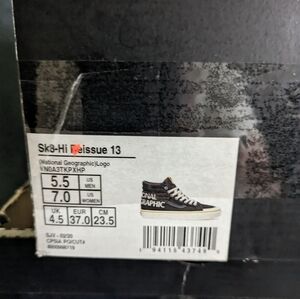 Sk8-Hi Reissue 13
(National Geographic)Logo
VN0A3TKPXHP
5.5 US MEN
7.0 US WOMEN
UK 4.5 EUR 37.0 CM 23.5
ONAL
GRAPHIC